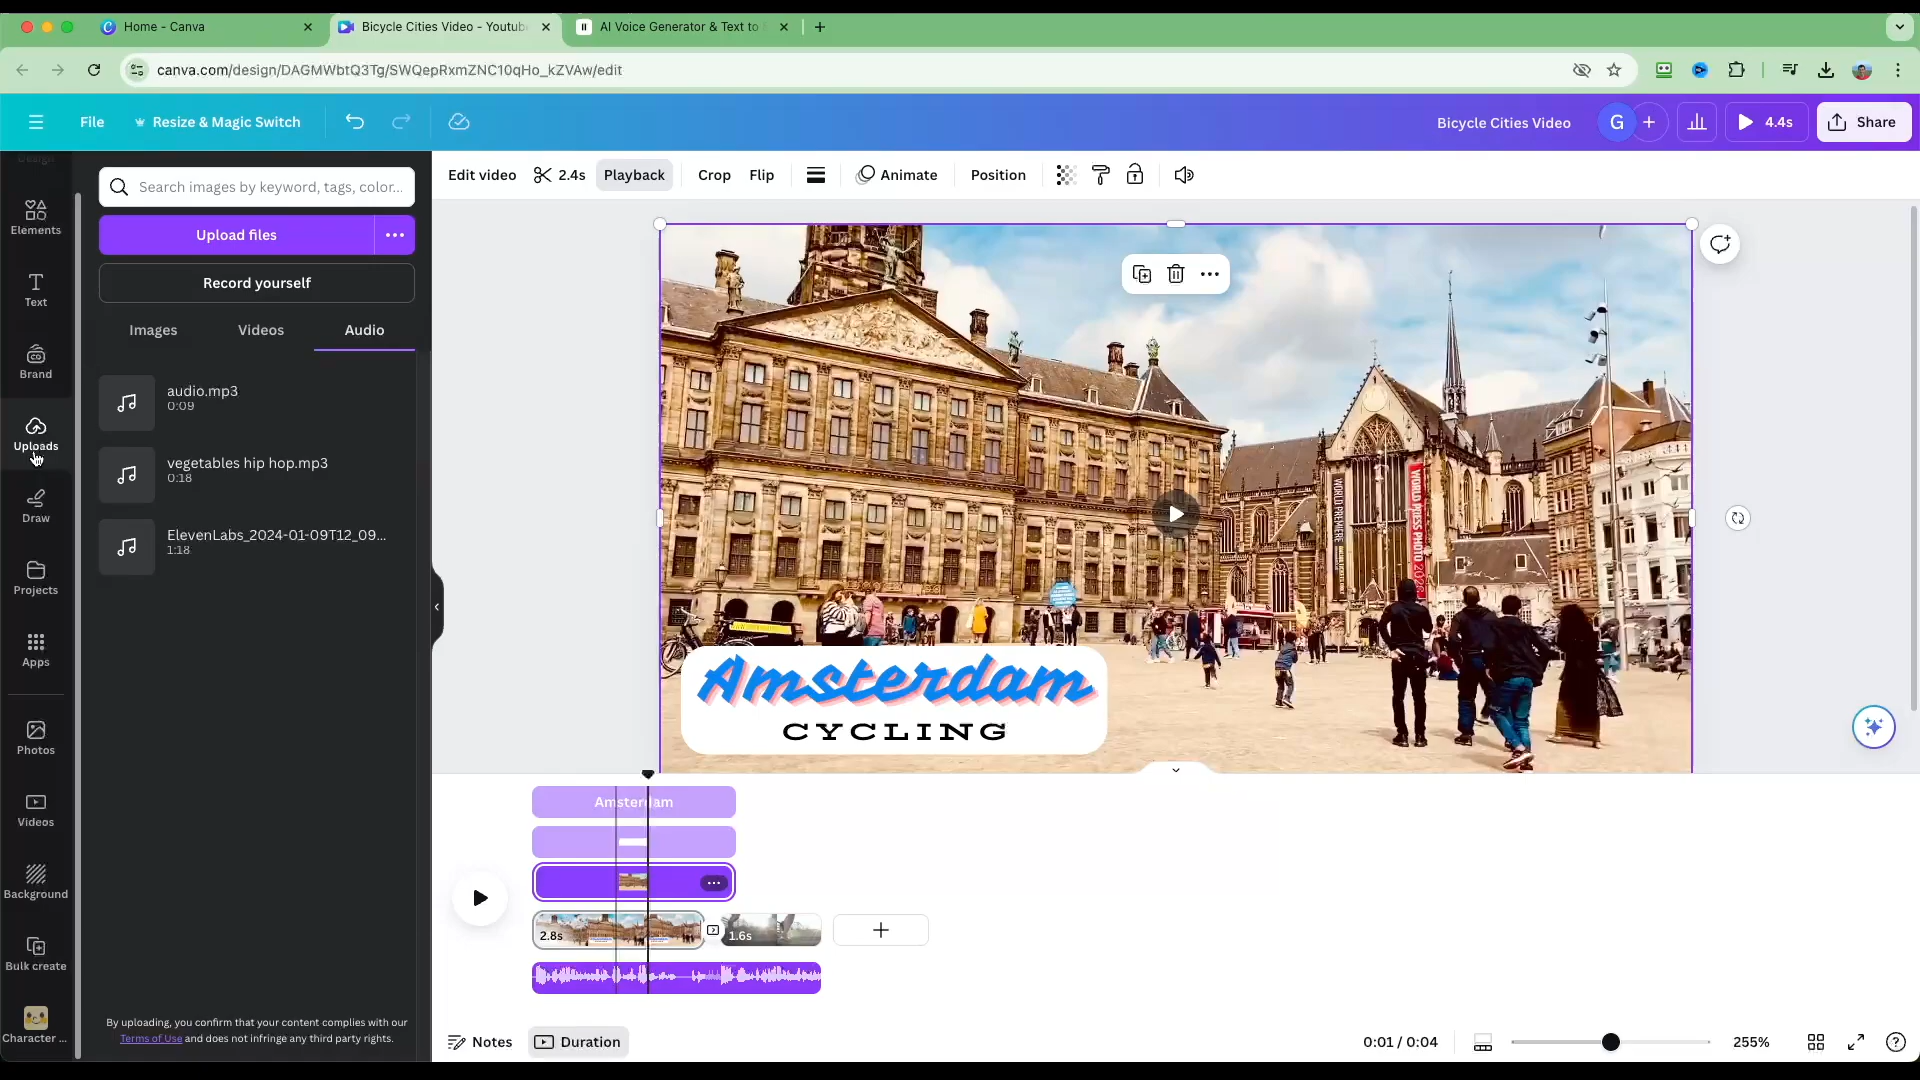 Home - Canva
Bicycle Cities Video - Youtube
AI Voice Generator & Text to
canva.com/design/DAGMWbtQ3Tg/SWQepRxmZNC10qHo_kZVAw/edit
File
Resize & Magic Switch
Bicycle Cities Video
G
4.4s
Share
Design
Elements
Text
Brand
Uploads
Draw
Projects
Apps
Photos
Videos
Background
Bulk create
Character ...
Search images by keyword, tags, color...
Upload files
Record yourself
Images
Videos
Audio
audio.mp3
0:09
vegetables hip hop.mp3
0:18
ElevenLabs_2024-01-09T12_09...
1:18
By uploading, you confirm that your content complies with our
Terms of Use and does not infringe any third party rights.
Edit video
2.4s
Playback
Crop
Flip
Animate
Position
WORLD PREMIERE
WORLD PRESS PHOTO
Amsterdam
CYCLING
Amsterdam
2.8s
1.6s
Notes
Duration
0:01 / 0:04
255%